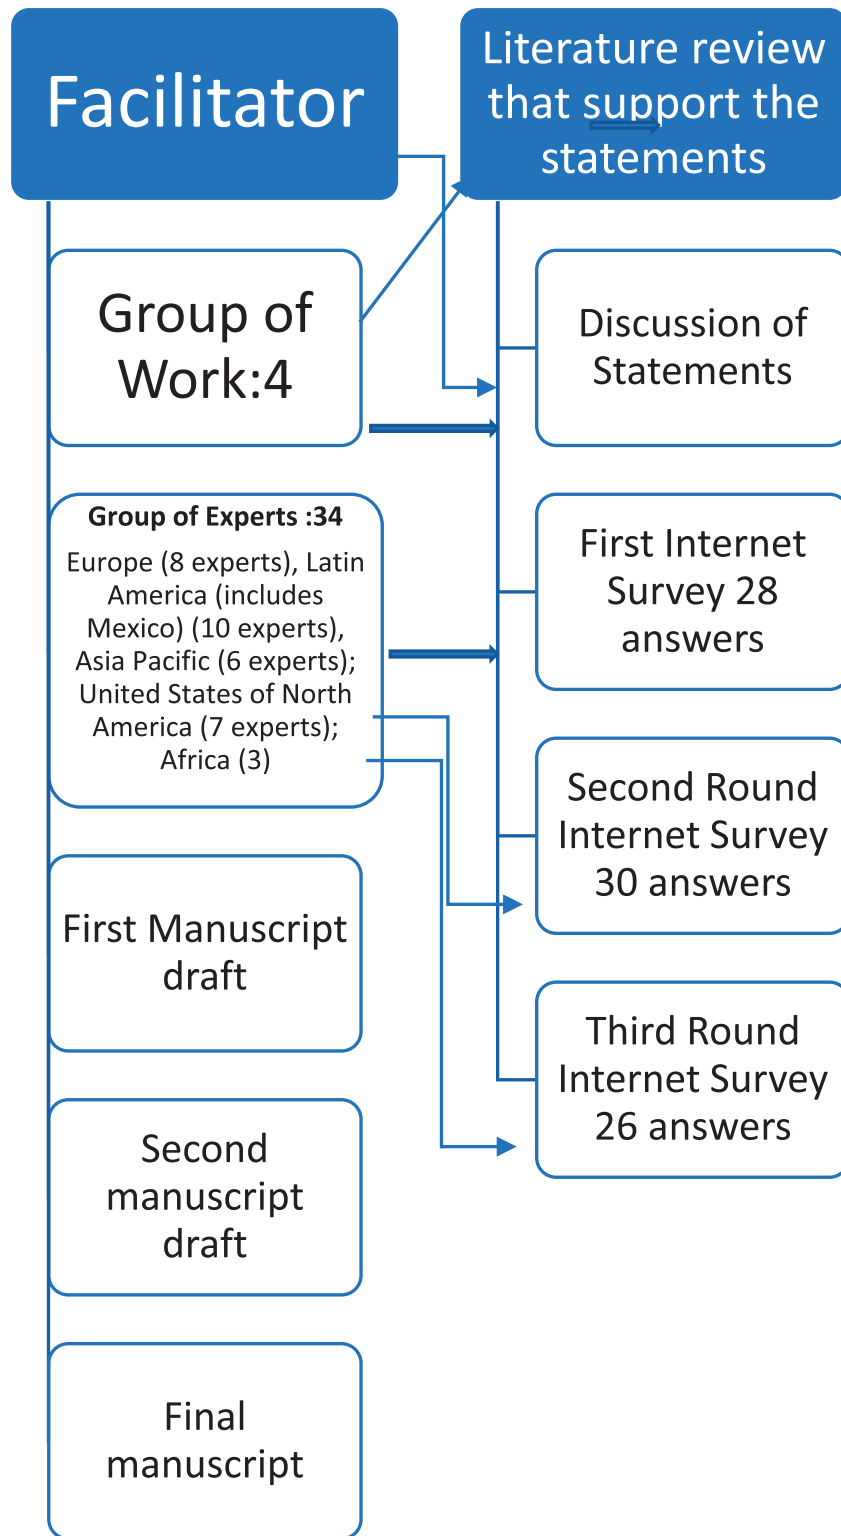 Facilitator
Group of
Work:4
Group of Experts :34
Europe (8 experts), Latin
America (includes
Mexico) (10 experts),
Asia Pacific (6 experts);
United States of North
America (7 experts);
Africa (3)
First Manuscript
draft
Second
manuscript
draft
Final
manuscript
Literature review
that support the
statements
Discussion of
Statements
First Internet
Survey 28
answers
Second Round
Internet Survey
30 answers
Third Round
Internet Survey
26 answers